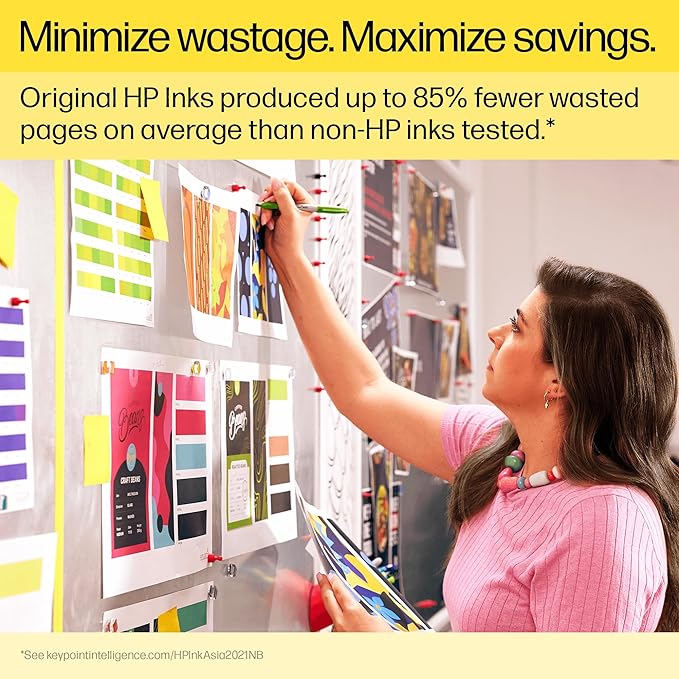 Minimize wastage. Maximize savings.
Original HP Inks produced up to 85% fewer wasted
pages on average than non-HP inks tested.*
Beans
CRAFT BEANS
*See keypointintelligence.com/HPInkAsia2021NB